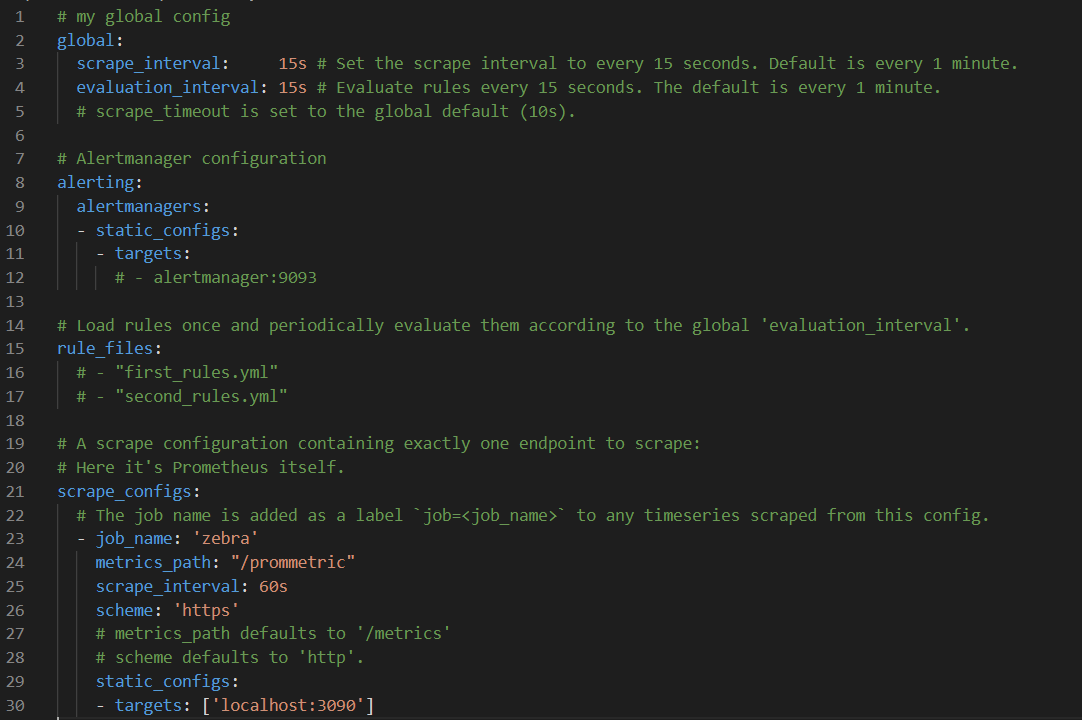 1 # my global config
2 global:
3   scrape_interval:     15s # Set the scrape interval to every 15 seconds. Default is every 1 minute.
4   evaluation_interval: 15s # Evaluate rules every 15 seconds. The default is every 1 minute.
5   # scrape_timeout is set to the global default (10s).
6
7 # Alertmanager configuration
8 alerting:
9   alertmanagers:
10   - static_configs:
11     - targets:
12       # - alertmanager:9093
13
14 # Load rules once and periodically evaluate them according to the global 'evaluation_interval'.
15 rule_files:
16   # - "first_rules.yml"
17   # - "second_rules.yml"
18
19 # A scrape configuration containing exactly one endpoint to scrape:
20 # Here it's Prometheus itself.
21 scrape_configs:
22   # The job name is added as a label `job=<job_name>` to any timeseries scraped from this config.
23   - job_name: 'zebra'
24     metrics_path: "/prommetric"
25     scrape_interval: 60s
26     scheme: 'https'
27     # metrics_path defaults to '/metrics'
28     # scheme defaults to 'http'.
29     static_configs:
30     - targets: ['localhost:3090']